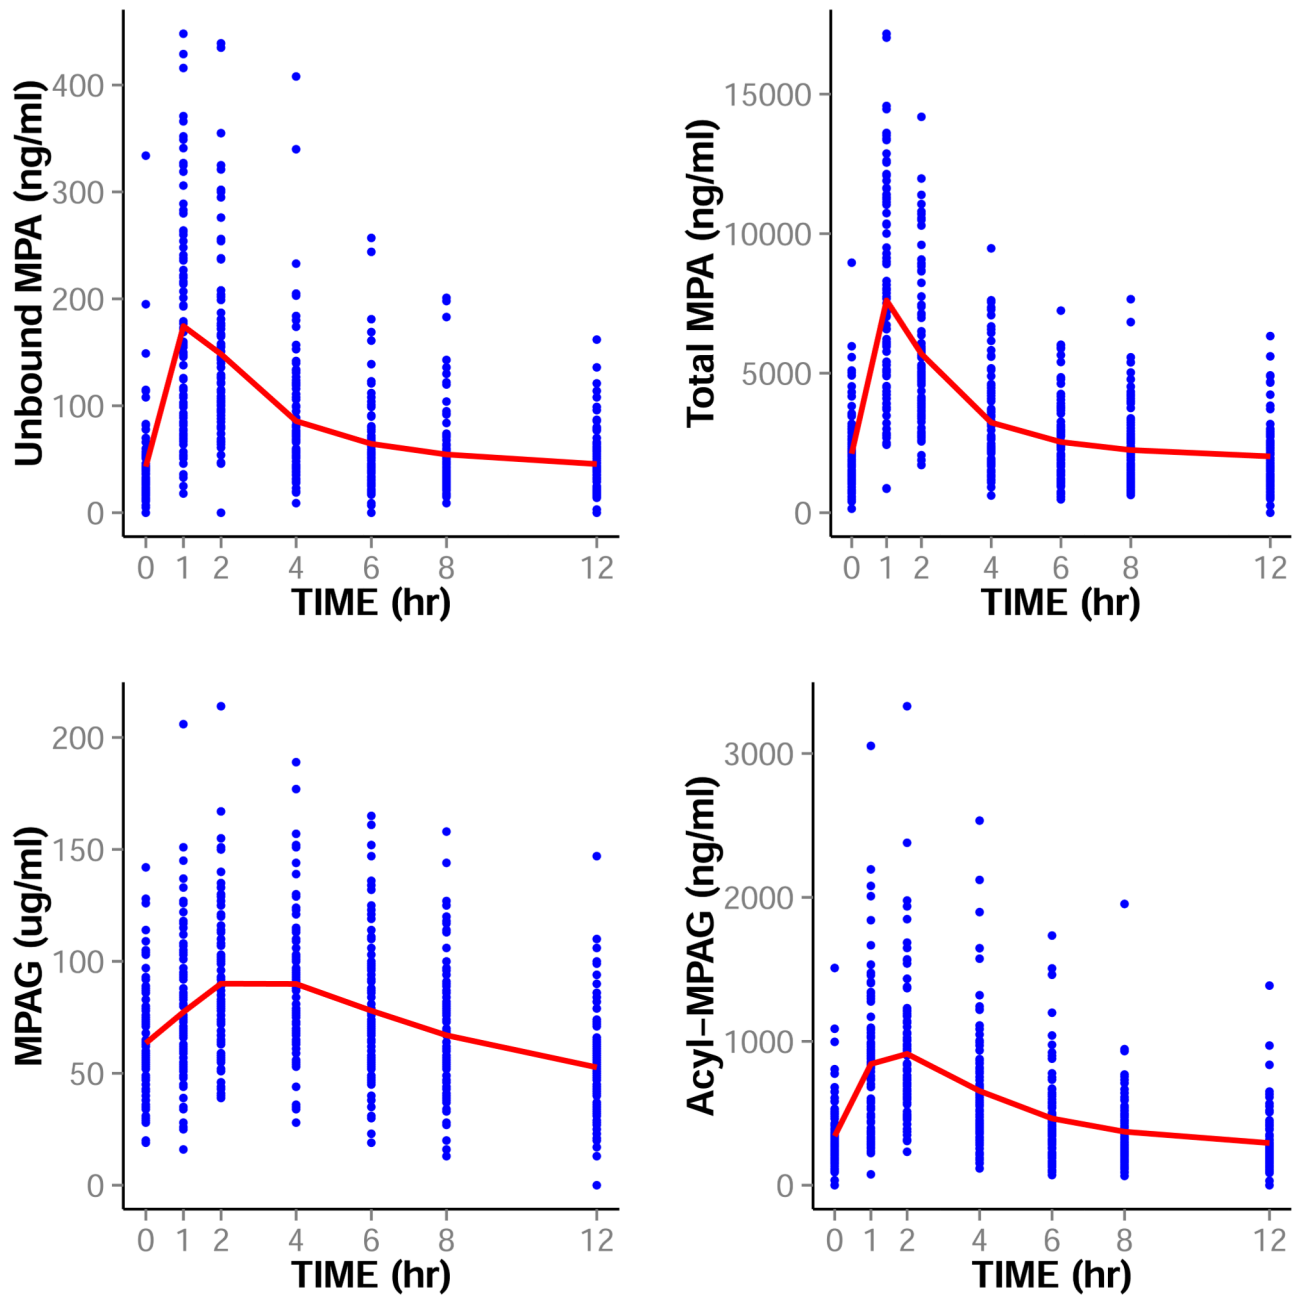 Unbound MPA (ng/ml)
400
300
200
100
0
0 1 2 4 6 8 12
TIME (hr)
Total MPA (ng/ml)
15000
10000
5000
0
0 1 2 4 6 8 12
TIME (hr)
MPAG (ug/ml)
200
150
100
50
0
0 1 2 4 6 8 12
TIME (hr)
Acyl−MPAG (ng/ml)
3000
2000
1000
0
0 1 2 4 6 8 12
TIME (hr)